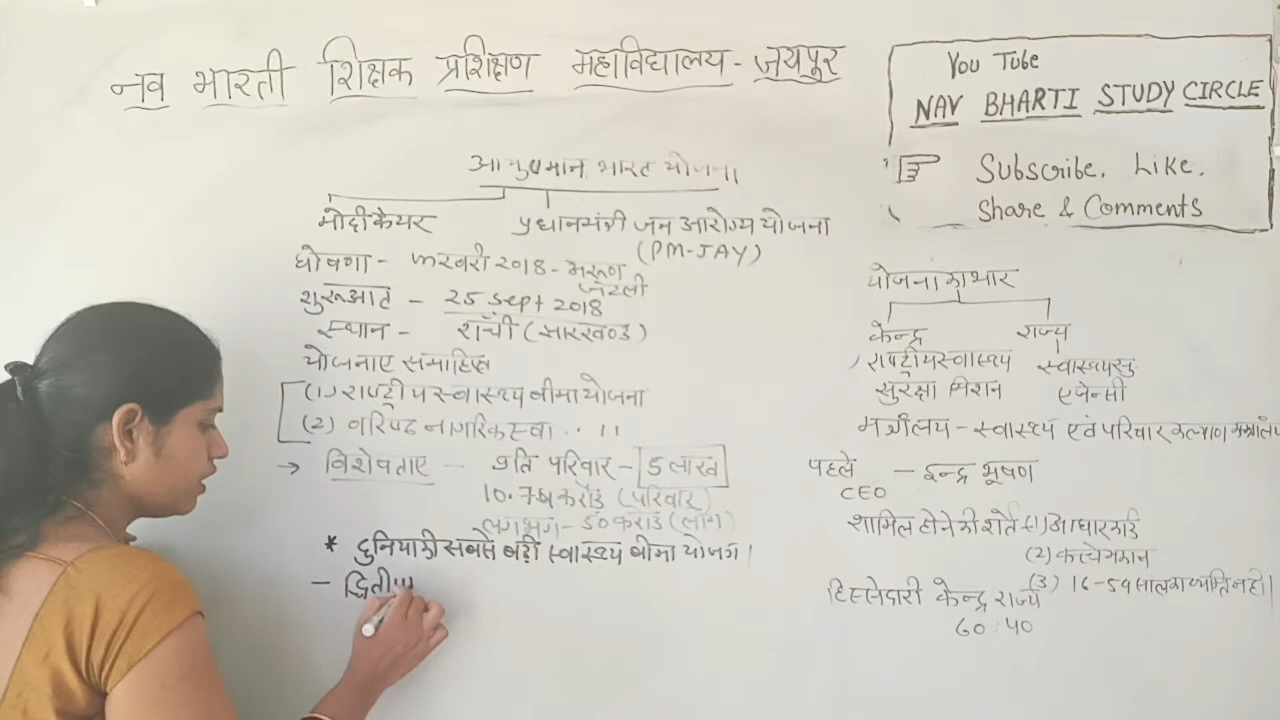 नव भारती शिक्षक प्रशिक्षण महाविद्यालय - जयपुर
You Tube
NAV BHARTI STUDY CIRCLE
Subscribe, Like,
Share & Comments
आयुष्मान भारत योजना
मोदी कैयर
प्रधानमंत्री जन आरोग्य योजना
(PM-JAY)
घोषणा - फरवरी 2018 - अरूण
जेटली
शुरूआत - 25 Sept 2018
स्थान - राँची (झारखण्ड)
योजनाए समाहित
(1) राष्ट्रीय स्वास्थ्य बीमा योजना
(2) वरिष्ठ नागरिक स्वा.. ।।
→ विशेषताए - प्रति परिवार - 5 लाख
10.74 करोड (परिवार)
लगभग - 50 करोड (लोग)
* दुनिया की सबसे बड़ी स्वास्थ्य बीमा योजना।
- द्विती
योजना का भार
केन्द्र
राज्य
राष्ट्रीय स्वास्थ्य
सुरक्षा मिशन
स्वास्थ्य सु
एजेन्सी
मंत्रालय - स्वास्थ्य एवं परिवार कल्याण मंत्रालय
पहले - इन्द्र भूषण
CEO
शामिल होने की शर्ते (1) आधार कार्ड
(2) कच्चे मकान
(3) 16-59 साल का व्यक्ति नही।
हिस्सेदारी केन्द्र राज्य
60 : 40